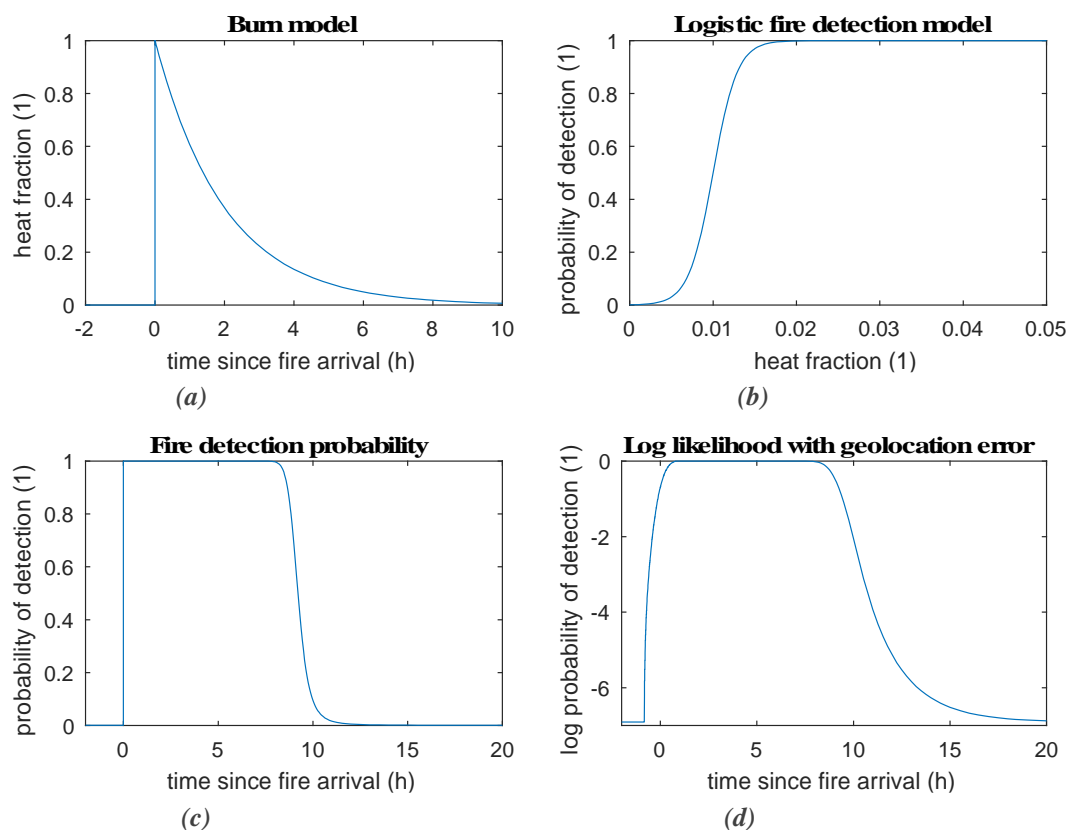 Burn model
1
0.8
0.6
0.4
0.2
0
heat fraction (1)
-2 0 2 4 6 8 10
time since fire arrival (h)
(a)
Logistic fire detection model
1
0.8
0.6
0.4
0.2
0
probability of detection (1)
0 0.01 0.02 0.03 0.04 0.05
heat fraction (1)
(b)
Fire detection probability
1
0.8
0.6
0.4
0.2
0
probability of detection (1)
0 5 10 15 20
time since fire arrival (h)
(c)
Log likelihood with geolocation error
0
-2
-4
-6
log probability of detection (1)
0 5 10 15 20
time since fire arrival (h)
(d)